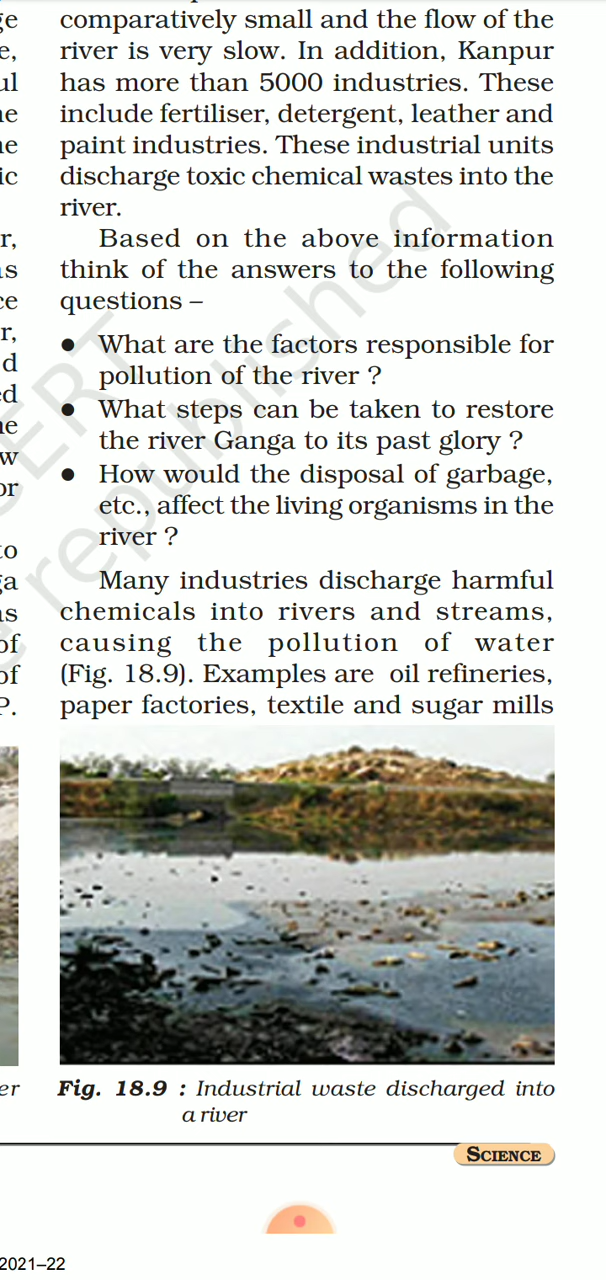 comparatively small and the flow of the
river is very slow. In addition, Kanpur
has more than 5000 industries. These
include fertiliser, detergent, leather and
paint industries. These industrial units
discharge toxic chemical wastes into the
river.
Based on the above information
think of the answers to the following
questions –
● What are the factors responsible for
pollution of the river ?
● What steps can be taken to restore
the river Ganga to its past glory ?
● How would the disposal of garbage,
etc., affect the living organisms in the
river ?
Many industries discharge harmful
chemicals into rivers and streams,
causing the pollution of water
(Fig. 18.9). Examples are oil refineries,
paper factories, textile and sugar mills
Fig. 18.9 : Industrial waste discharged into
a river
SCIENCE
2021–22
republished